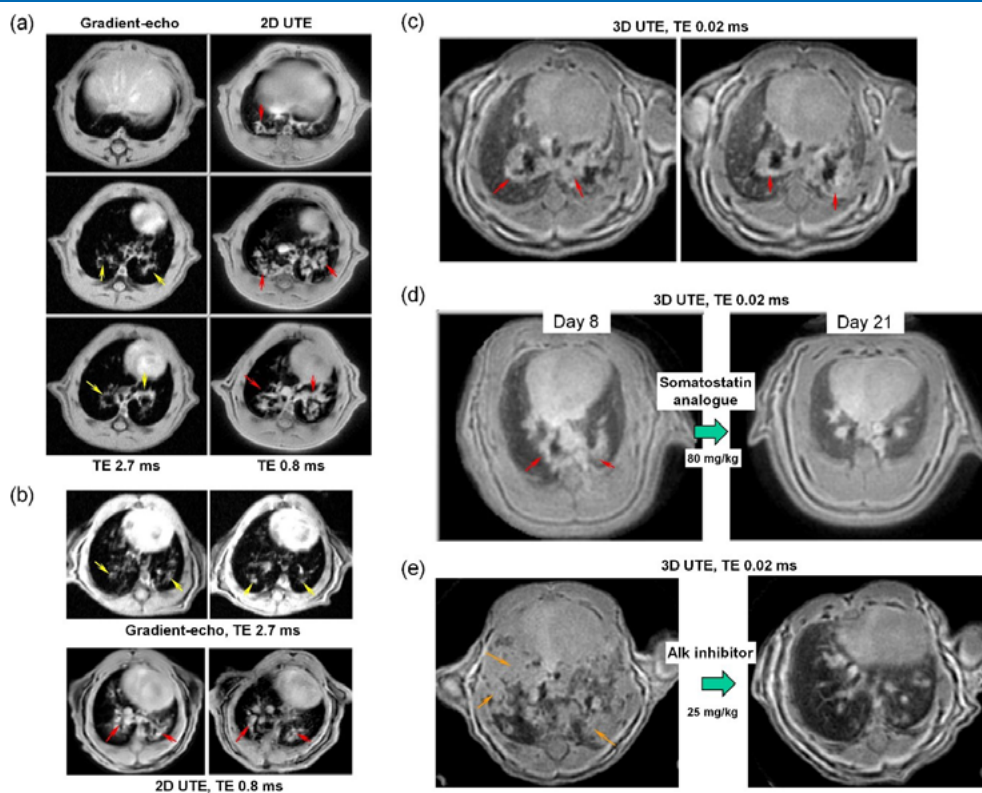 (a)
Gradient-echo
2D UTE
TE 2.7 ms
TE 0.8 ms
(b)
Gradient-echo, TE 2.7 ms
2D UTE, TE 0.8 ms
(c)
3D UTE, TE 0.02 ms
(d)
3D UTE, TE 0.02 ms
Day 8
Somatostatin
analogue
80 mg/kg
Day 21
(e)
3D UTE, TE 0.02 ms
Alk inhibitor
25 mg/kg